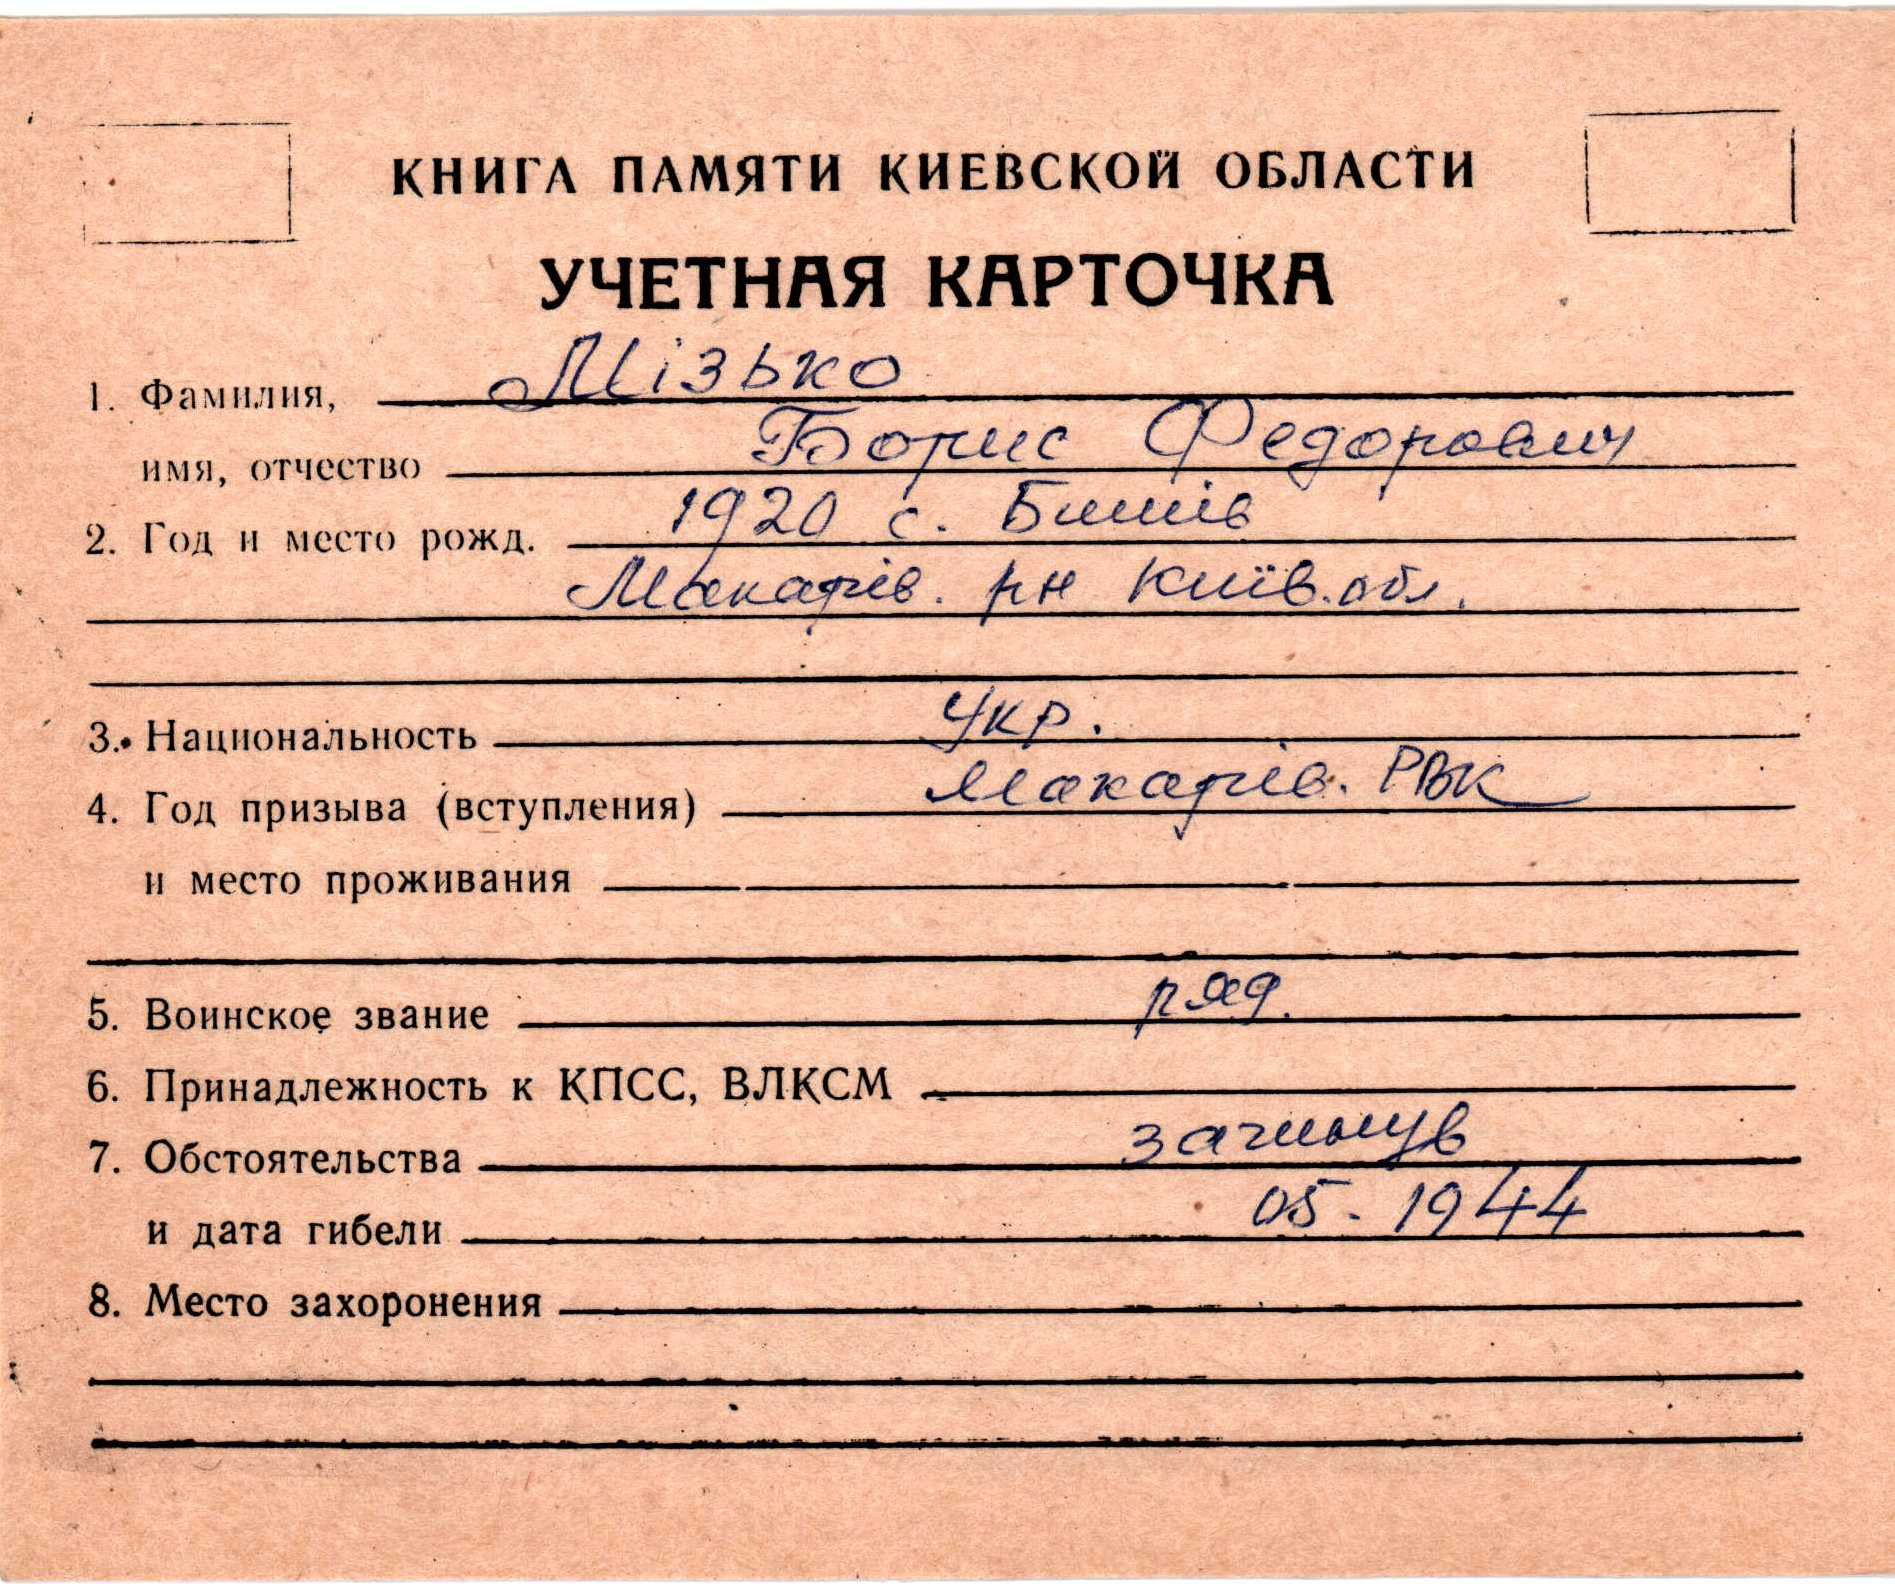 КНИГА ПАМЯТИ КИЕВСКОЙ ОБЛАСТИ
УЧЕТНАЯ КАРТОЧКА
1. Фамилия, Мізько
имя, отчество Борис Федорович
2. Год и место рожд. 1920 с. Бишів
Макарів. рн Київ. обл.
3. Национальность Укр.
4. Год призыва (вступления) Макарів. РВК
и место проживания
5. Воинское звание ряд.
6. Принадлежность к КПСС, ВЛКСМ
7. Обстоятельства загинув
и дата гибели 05. 1944
8. Место захоронения